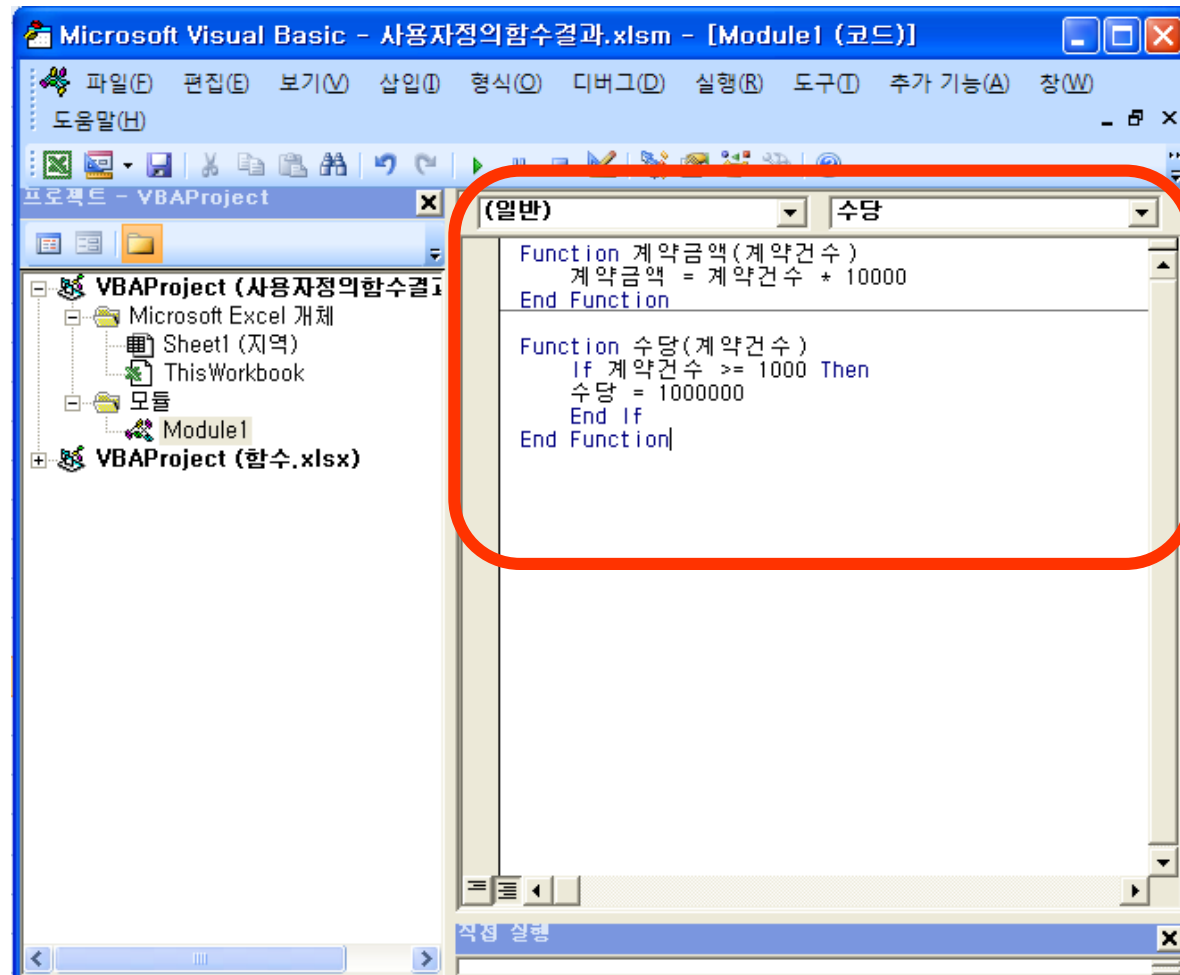 Microsoft Visual Basic - 사용자정의함수결과.xlsm - [Module1 (코드)]
파일(F) 편집(E) 보기(V) 삽입(I) 형식(O) 디버그(D) 실행(R) 도구(T) 추가 기능(A) 창(W)
도움말(H)
프로젝트 - VBAProject
(일반) 수당
Function 계약금액(계약건수)
계약금액 = 계약건수 * 10000
End Function
Function 수당(계약건수)
If 계약건수 >= 1000 Then
수당 = 1000000
End If
End Function
VBAProject (사용자정의함수결과
Microsoft Excel 개체
Sheet1 (지역)
ThisWorkbook
모듈
Module1
VBAProject (함수.xlsx)
직접 실행